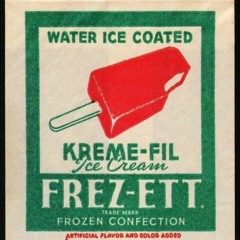 WATER ICE COATED
KREME-FIL
Ice Cream
FREZ-ETT.
TRADE MARK
FROZEN CONFECTION
ARTIFICIAL FLAVOR AND COLOR ADDED